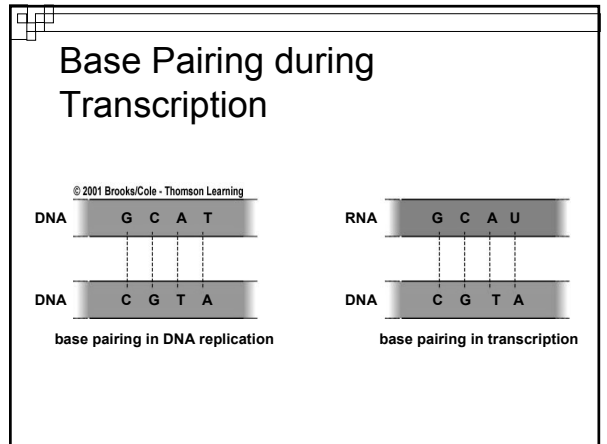 Base Pairing during
Transcription
© 2001 Brooks/Cole - Thomson Learning
DNA G C A T
DNA C G T A
base pairing in DNA replication
RNA G C A U
DNA C G T A
base pairing in transcription